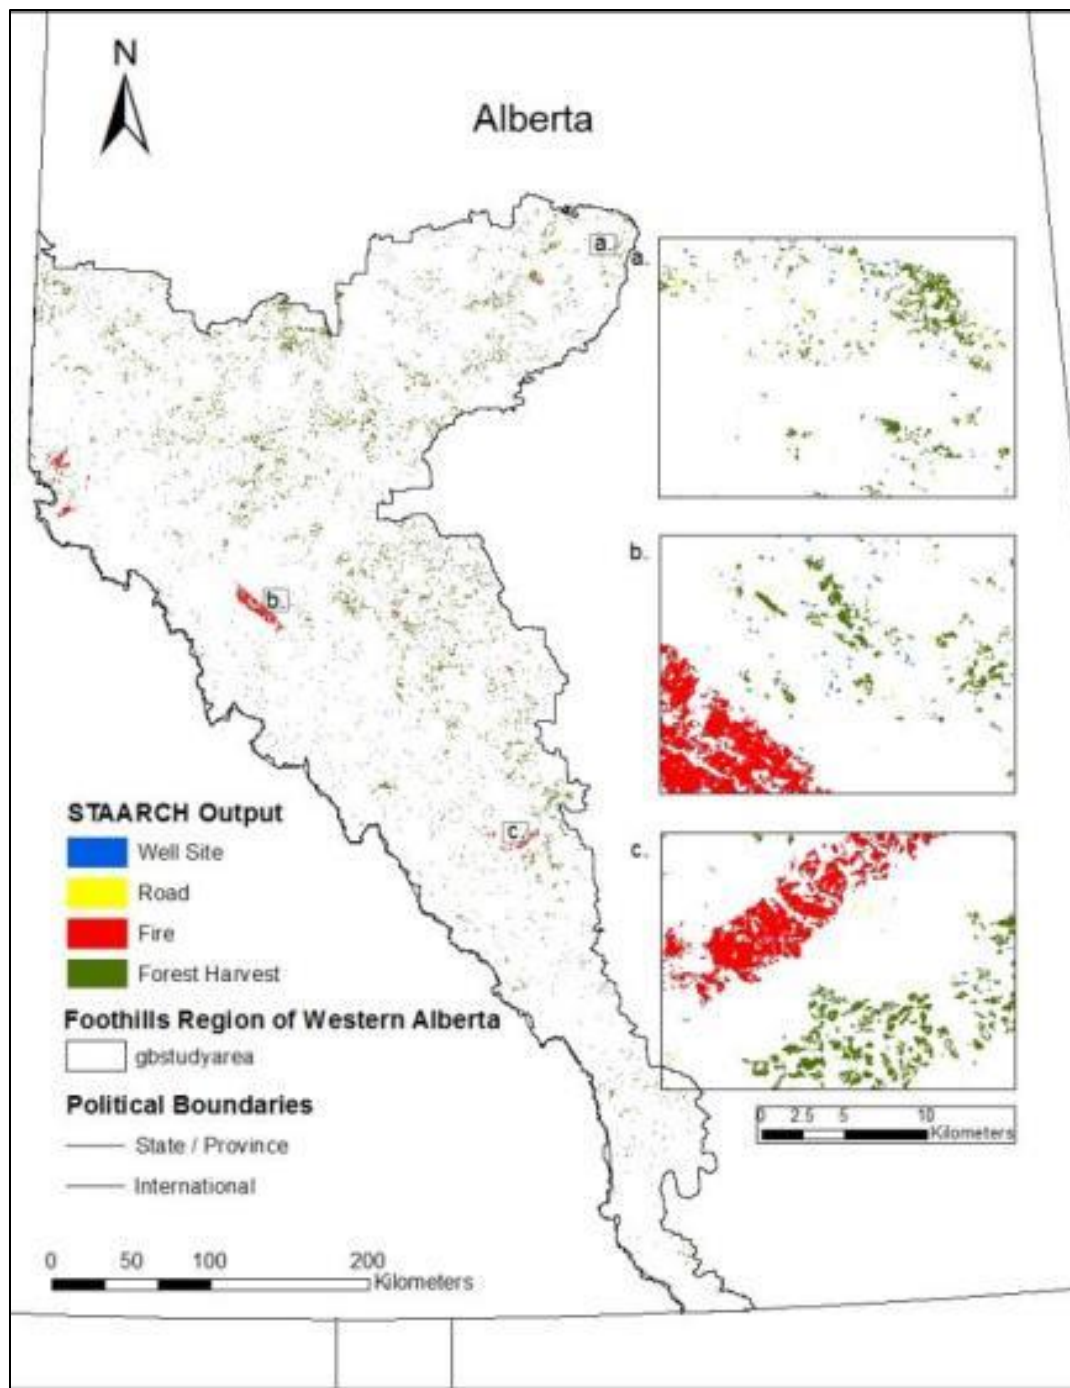 N
Alberta
a.
a.
b.
b.
c.
c.
STAARCH Output
Well Site
Road
Fire
Forest Harvest
Foothills Region of Western Alberta
gbstudyarea
Political Boundaries
State / Province
International
0 2.5 5 10
Kilometers
0 50 100 200
Kilometers